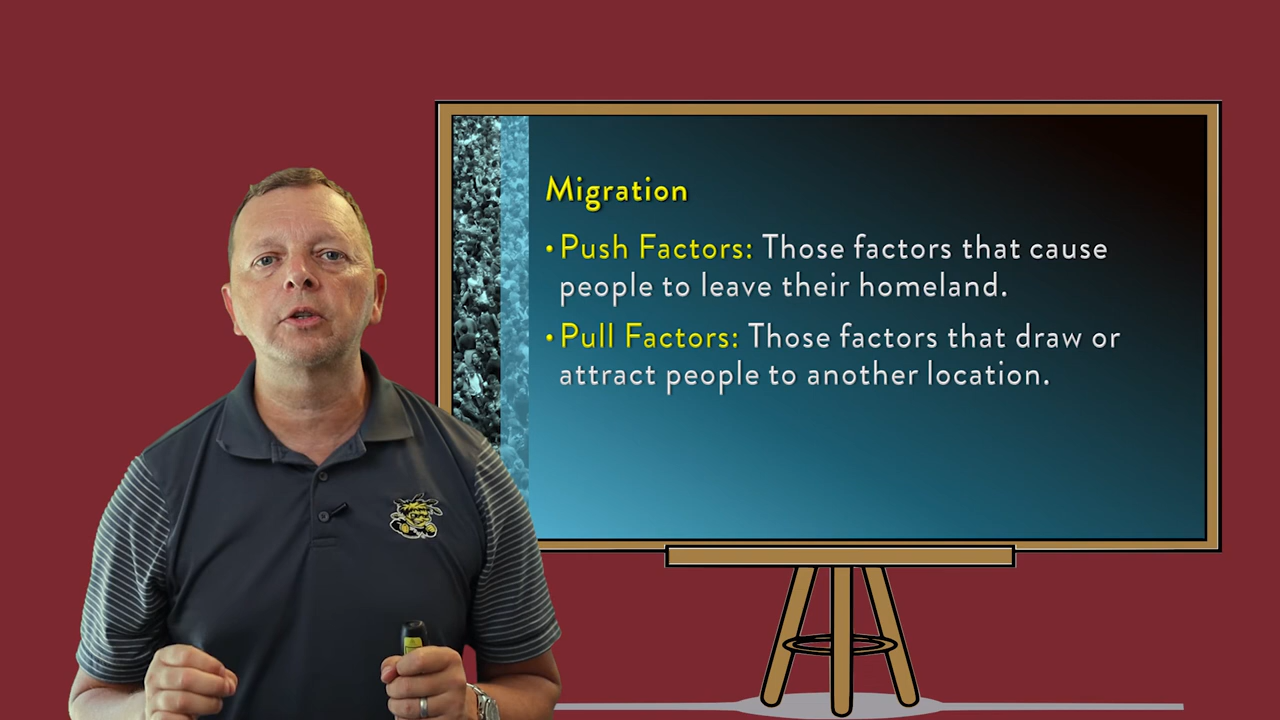 Migration
• Push Factors: Those factors that cause
people to leave their homeland.
• Pull Factors: Those factors that draw or
attract people to another location.